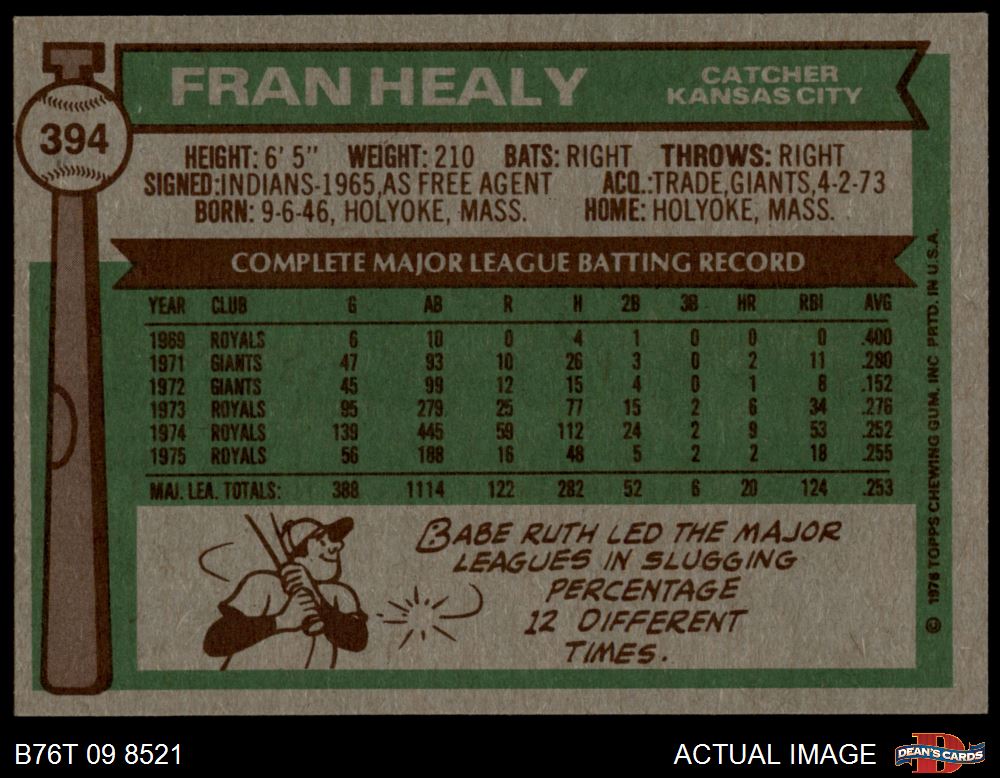 FRAN HEALY
CATCHER
KANSAS CITY
394
HEIGHT: 6' 5" WEIGHT: 210 BATS: RIGHT THROWS: RIGHT
SIGNED: INDIANS-1965, AS FREE AGENT ACQ.: TRADE, GIANTS, 4-2-73
BORN: 9-6-46, HOLYOKE, MASS. HOME: HOLYOKE, MASS.
COMPLETE MAJOR LEAGUE BATTING RECORD
YEAR CLUB G AB R H 2B 3B HR RBI AVG
1969 ROYALS 6 10 0 4 1 0 0 0 .400
1971 GIANTS 47 93 10 26 3 0 2 11 .280
1972 GIANTS 45 99 12 15 4 0 1 8 .152
1973 ROYALS 95 279 25 77 15 2 6 34 .276
1974 ROYALS 139 445 59 112 24 2 9 53 .252
1975 ROYALS 56 188 16 48 5 2 2 18 .255
MAJ. LEA. TOTALS: 388 1114 122 282 52 6 20 124 .253
BABE RUTH LED THE MAJOR
LEAGUES IN SLUGGING
PERCENTAGE
12 DIFFERENT
TIMES.
© 1976 TOPPS CHEWING GUM, INC PRTD. IN U.S.A.
B76T 09 8521
ACTUAL IMAGE
D
DEAN'S CARDS